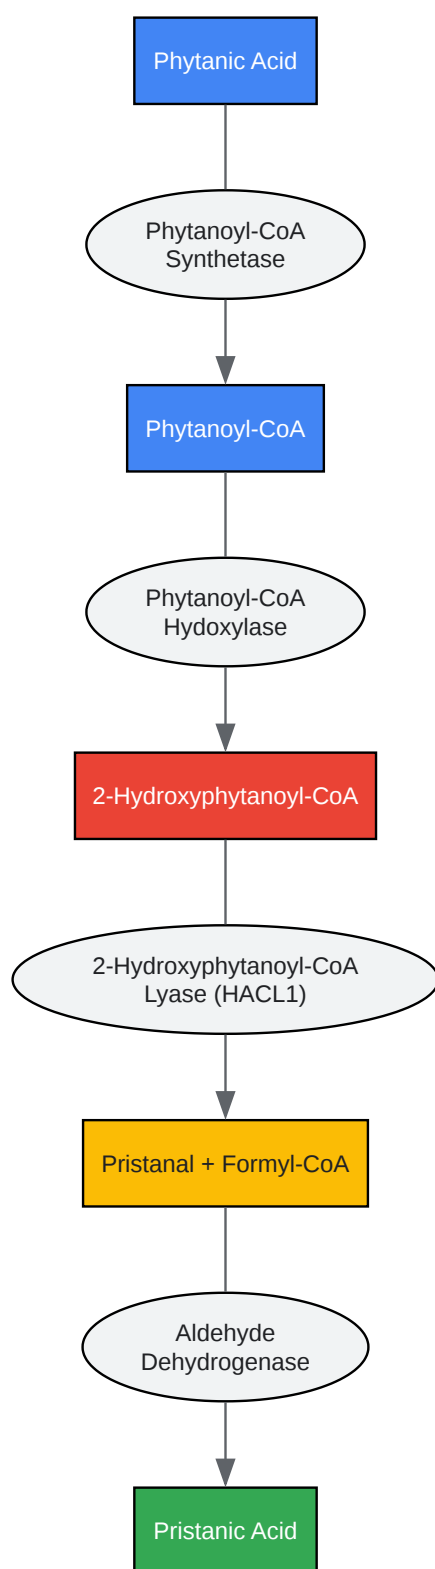 Phytanic Acid
Phytanoyl-CoA
Synthetase
Phytanoyl-CoA
Phytanoyl-CoA
Hydoxylase
2-Hydroxyphytanoyl-CoA
2-Hydroxyphytanoyl-CoA
Lyase (HACL1)
Pristanal + Formyl-CoA
Aldehyde
Dehydrogenase
Pristanic Acid